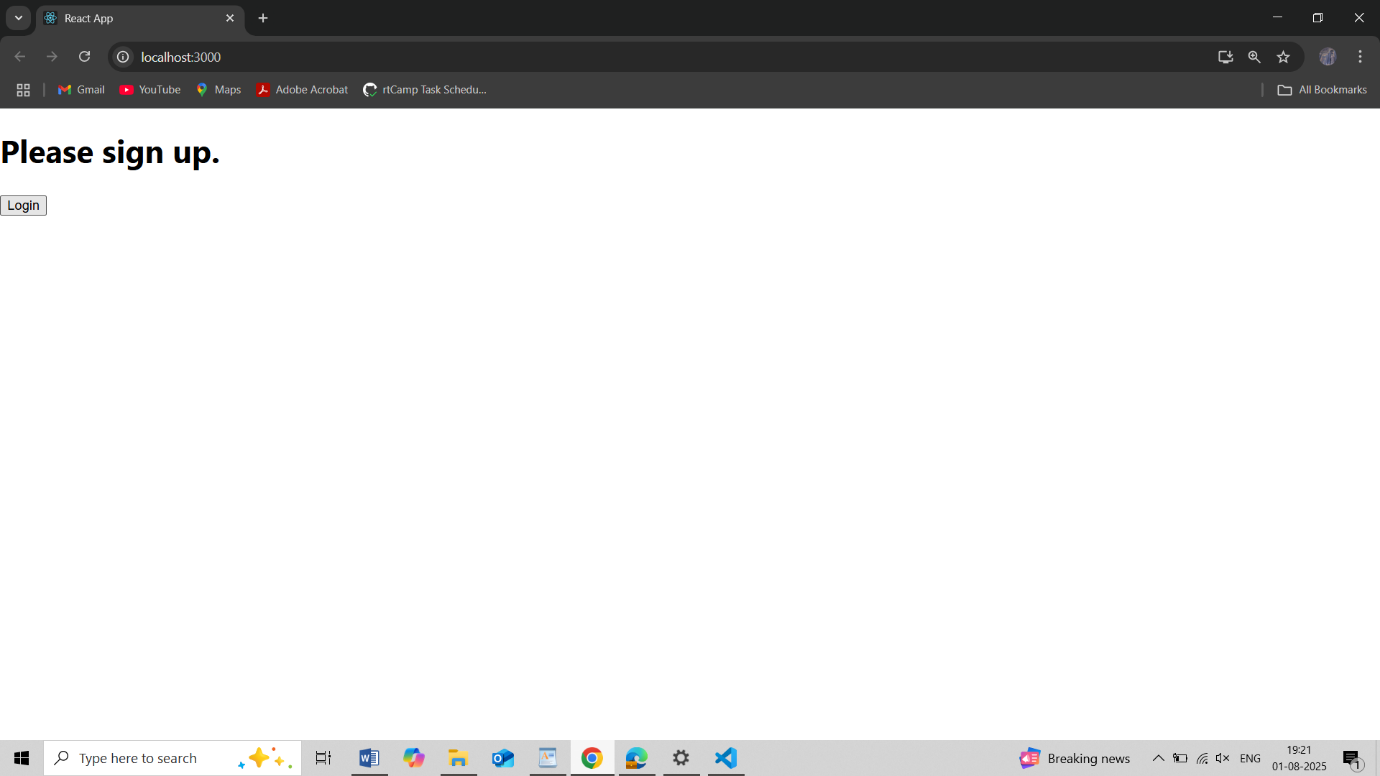 React App
localhost:3000
Gmail
YouTube
Maps
Adobe Acrobat
rtCamp Task Schedu...
All Bookmarks
Please sign up.
Login
Type here to search
Breaking news
ENG
19:21
01-08-2025
1